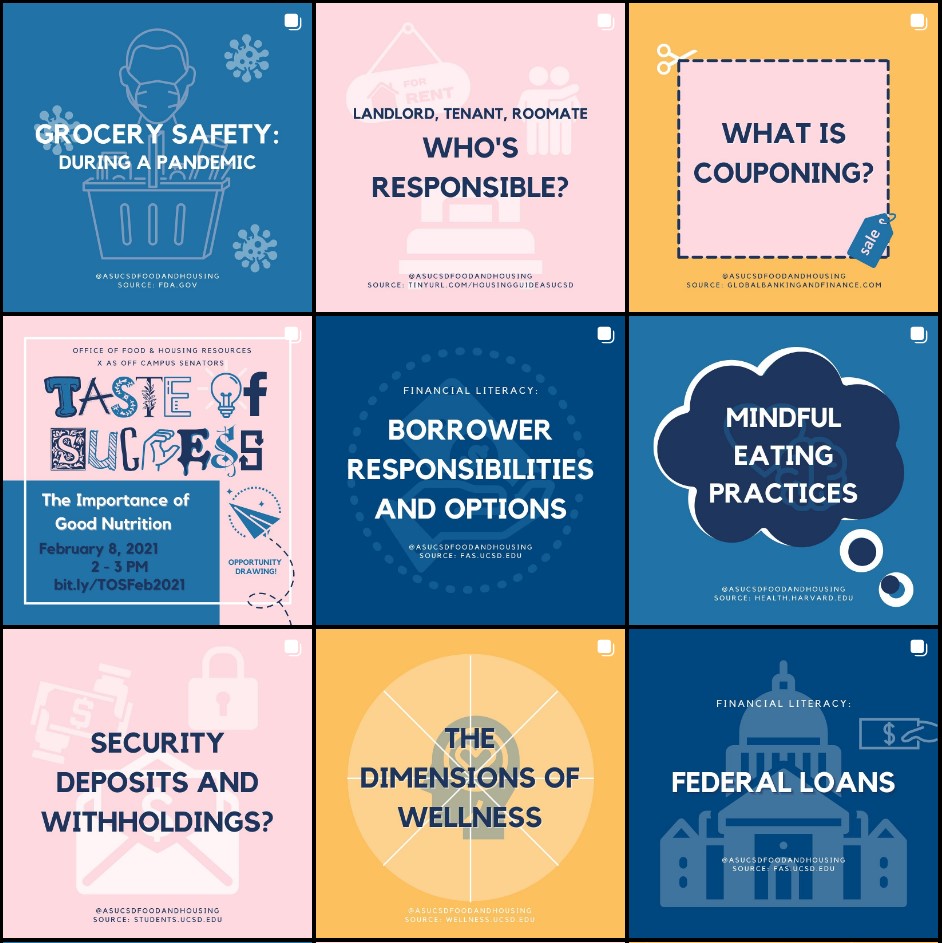 GROCERY SAFETY:
DURING A PANDEMIC
@ASUCSDFOODANDHOUSING
SOURCE: FDA.GOV
FOR
RENT
LANDLORD, TENANT, ROOMATE
WHO'S
RESPONSIBLE?
@ASUCSDFOODANDHOUSING
SOURCE: TINYURL.COM/HOUSINGGUIDEASUCSD
WHAT IS
COUPONING?
sale
@ASUCSDFOODANDHOUSING
SOURCE: GLOBALBANKINGANDFINANCE.COM
OFFICE OF FOOD & HOUSING RESOURCES
X AS OFF CAMPUS SENATORS
TASTE Of
SUCCESS
The Importance of
Good Nutrition
February 8, 2021
2 - 3 PM
bit.ly/TOSFeb2021
OPPORTUNITY
DRAWING!
FINANCIAL LITERACY:
BORROWER
RESPONSIBILITIES
AND OPTIONS
@ASUCSDFOODANDHOUSING
SOURCE: FAS.UCSD.EDU
MINDFUL
EATING
PRACTICES
@ASUCSDFOODANDHOUSING
SOURCE: HEALTH.HARVARD.EDU
SECURITY
DEPOSITS AND
WITHHOLDINGS?
@ASUCSDFOODANDHOUSING
SOURCE: STUDENTS.UCSD.EDU
THE
DIMENSIONS OF
WELLNESS
@ASUCSDFOODANDHOUSING
SOURCE: WELLNESS.UCSD.EDU
FINANCIAL LITERACY:
FEDERAL LOANS
@ASUCSDFOODANDHOUSING
SOURCE: FAS.UCSD.EDU